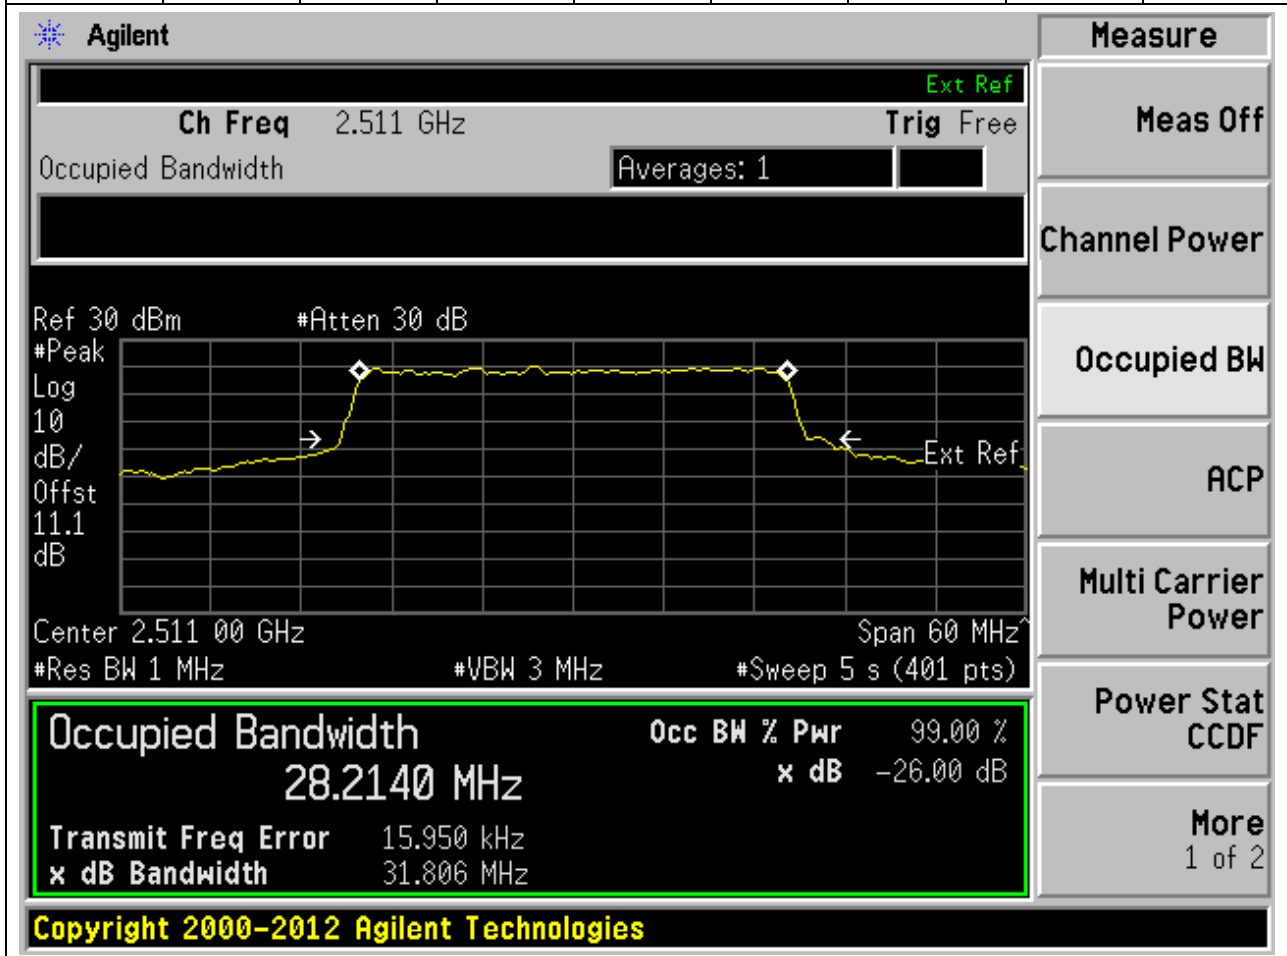 Agilent
Measure
Ext Ref
Ch Freq 2.511 GHz Trig Free
Occupied Bandwidth Averages: 1
Ref 30 dBm #Atten 30 dB
#Peak
Log
10
dB/
Offst
11.1
dB
Ext Ref
Center 2.511 00 GHz Span 60 MHz^
#Res BW 1 MHz #VBW 3 MHz #Sweep 5 s (401 pts)
Occupied Bandwidth Occ BW % Pwr 99.00 %
28.2140 MHz x dB -26.00 dB
Transmit Freq Error 15.950 kHz
x dB Bandwidth 31.806 MHz
Copyright 2000-2012 Agilent Technologies
Meas Off
Channel Power
Occupied BW
ACP
Multi Carrier
Power
Power Stat
CCDF
More
1 of 2